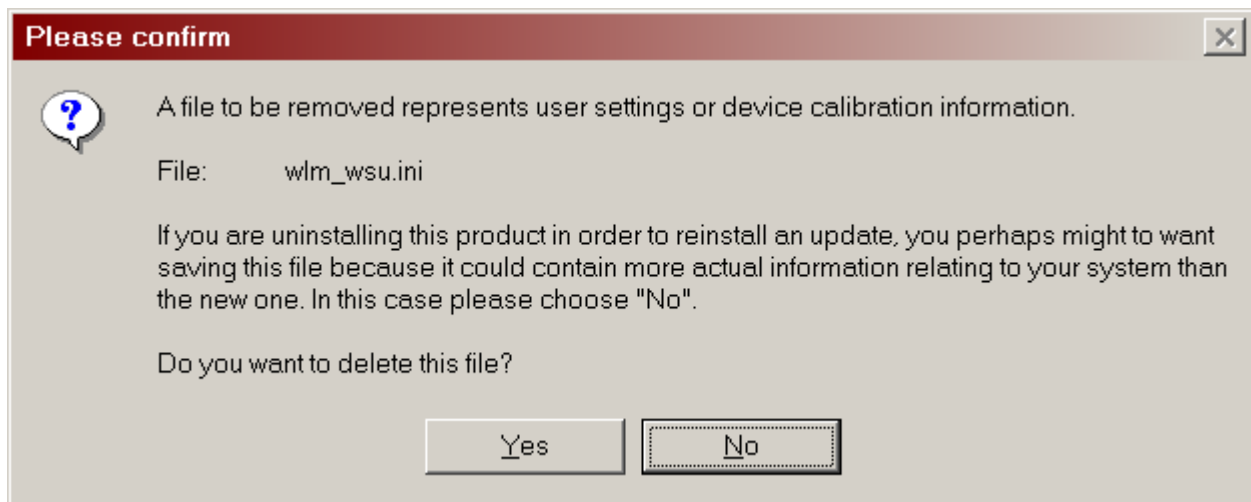 Please confirm
A file to be removed represents user settings or device calibration information.
File: wlm_wsu.ini
If you are uninstalling this product in order to reinstall an update, you perhaps might to want
saving this file because it could contain more actual information relating to your system than
the new one. In this case please choose "No".
Do you want to delete this file?
Yes No